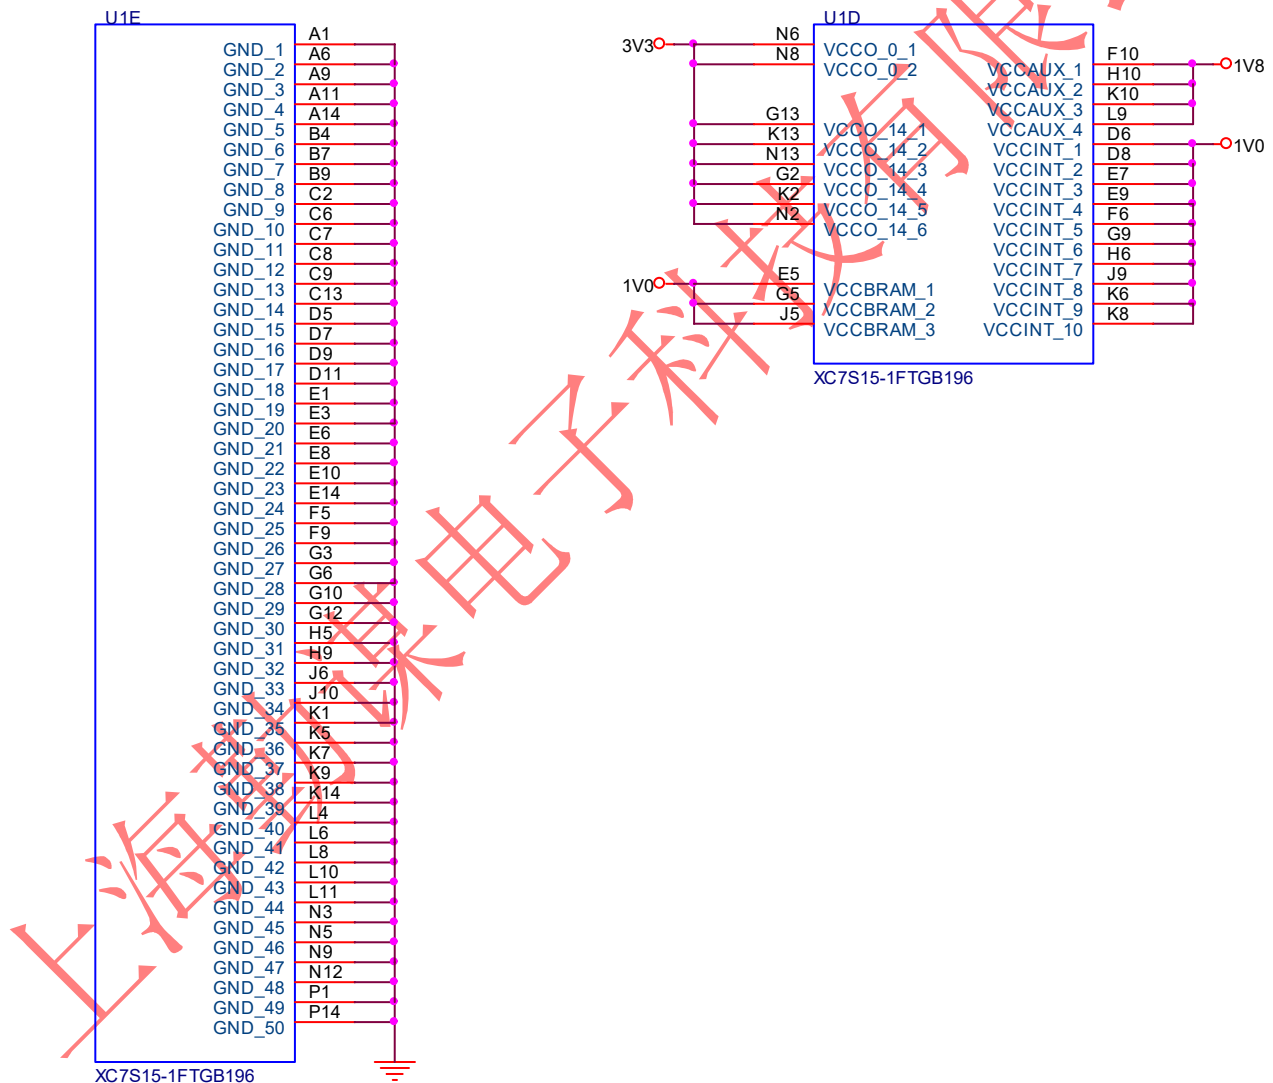 U1E
GND_1 A1
GND_2 A6
GND_3 A9
GND_4 A11
GND_5 A14
GND_6 B4
GND_7 B7
GND_8 B9
GND_9 C2
GND_10 C6
GND_11 C7
GND_12 C8
GND_13 C9
GND_14 C13
GND_15 D5
GND_16 D7
GND_17 D9
GND_18 D11
GND_19 E1
GND_20 E3
GND_21 E6
GND_22 E8
GND_23 E10
GND_24 E14
GND_25 F5
GND_26 F9
GND_27 G3
GND_28 G6
GND_29 G10
GND_30 G12
GND_31 H5
GND_32 H9
GND_33 J6
GND_34 J10
GND_35 K1
GND_36 K5
GND_37 K7
GND_38 K9
GND_39 K14
GND_40 L4
GND_41 L6
GND_42 L8
GND_43 L10
GND_44 L11
GND_45 N3
GND_46 N5
GND_47 N9
GND_48 N12
GND_49 P1
GND_50 P14
XC7S15-1FTGB196
U1D
3V3 N6 VCCO_0_1
N8 VCCO_0_2
G13 VCCO_14_1
K13 VCCO_14_2
N13 VCCO_14_3
G2 VCCO_14_4
K2 VCCO_14_5
N2 VCCO_14_6
1V0 E5 VCCBRAM_1
G5 VCCBRAM_2
J5 VCCBRAM_3
VCCAUX_1 F10 1V8
VCCAUX_2 H10
VCCAUX_3 K10
VCCAUX_4 L9
VCCINT_1 D6 1V0
VCCINT_2 D8
VCCINT_3 E7
VCCINT_4 E9
VCCINT_5 F6
VCCINT_6 G9
VCCINT_7 H6
VCCINT_8 J9
VCCINT_9 K6
VCCINT_10 K8
XC7S15-1FTGB196
上海 电子科技有限